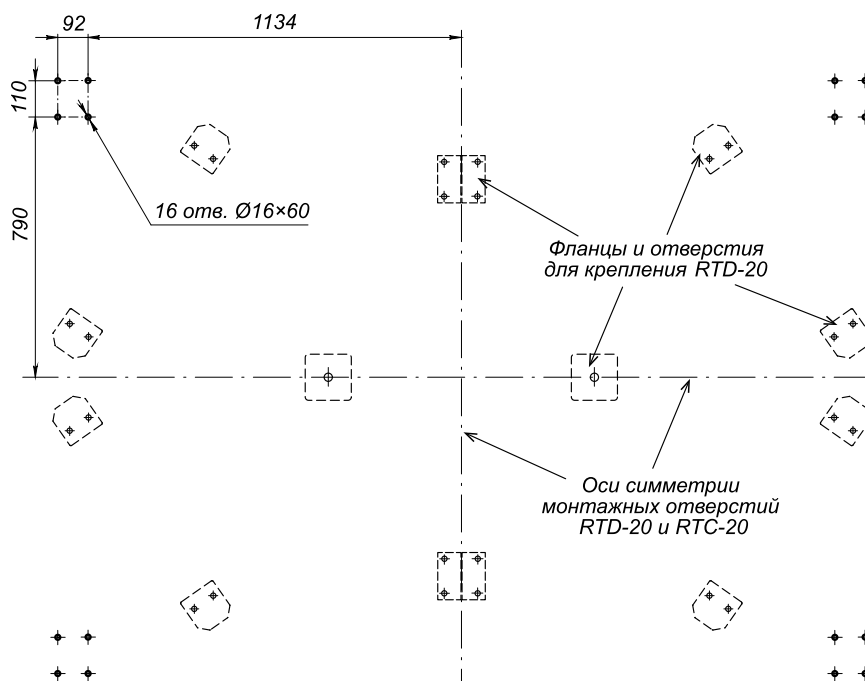 92
1134
110
790
16 отв. Ø16×60
Фланцы и отверстия
для крепления RTD-20
Оси симметрии
монтажных отверстий
RTD-20 и RTC-20